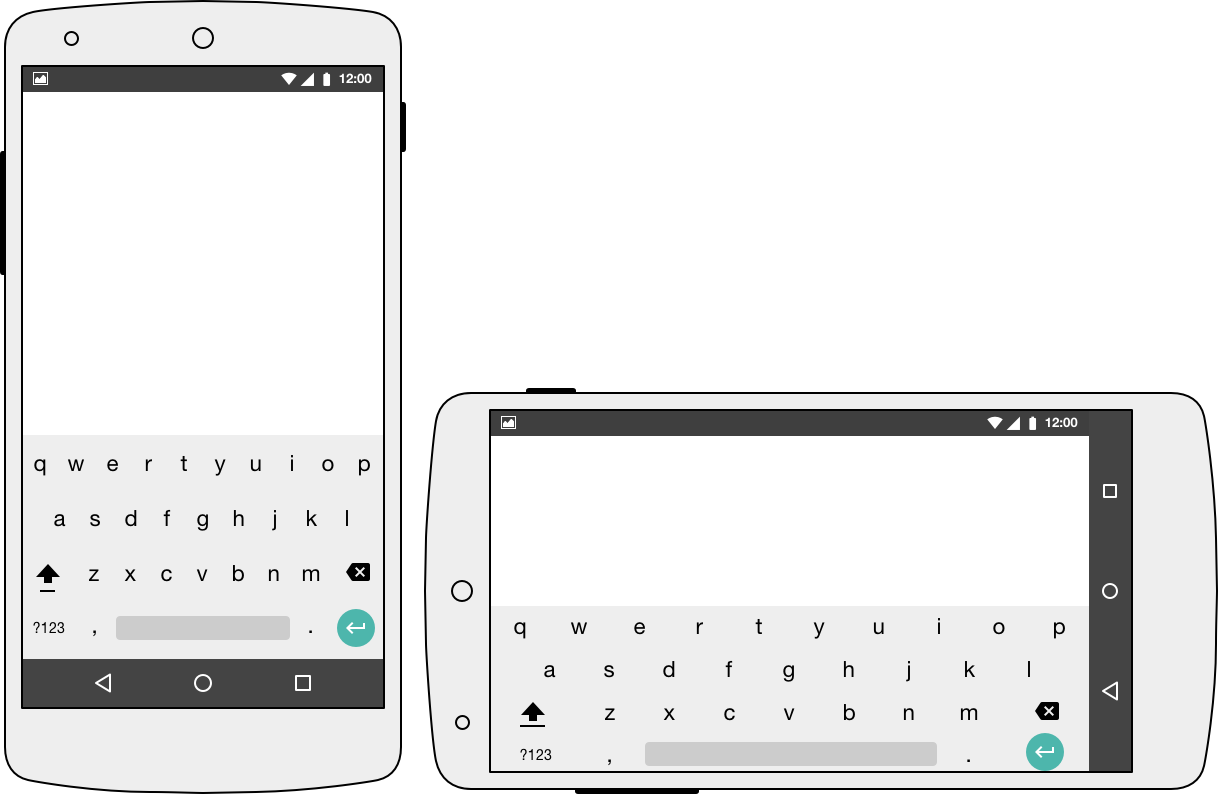 12:00
q w e r t y u i o p
a s d f g h j k l
z x c v b n m
?123 , .
12:00
q w e r t y u i o p
a s d f g h j k l
z x c v b n m
?123 , .